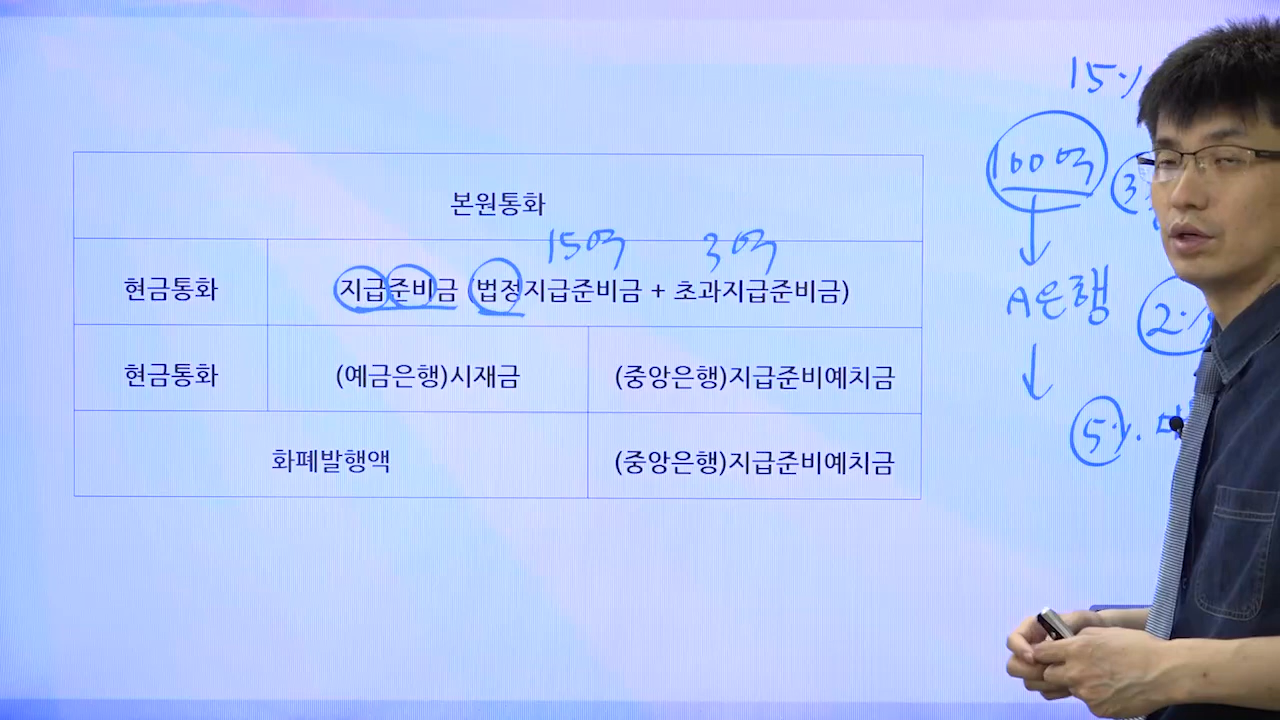 본원통화
15억 3억
현금통화 지급준비금 (법정지급준비금 + 초과지급준비금)
현금통화 (예금은행)시재금 (중앙은행)지급준비예치금
화폐발행액 (중앙은행)지급준비예치금
15%
100억
3
A은행
2%
5%.